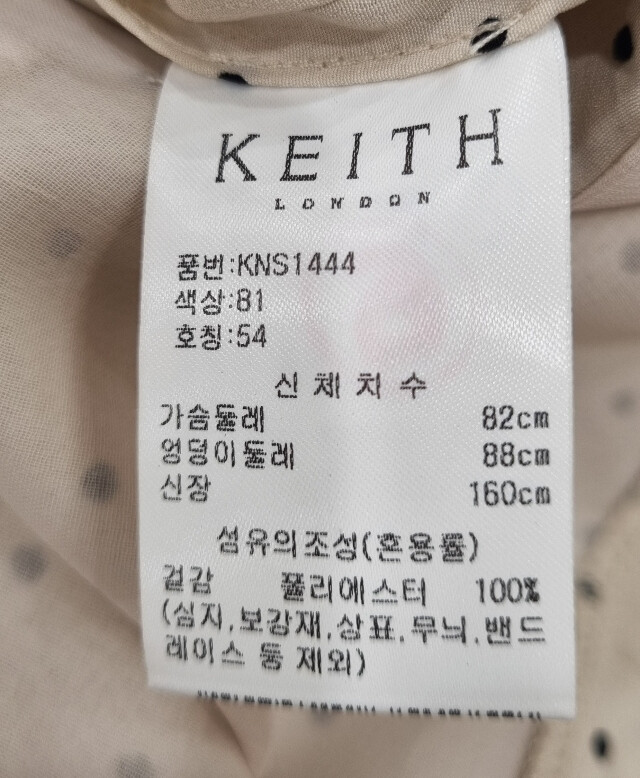 KEITH
LONDON
품번:KNS1444
색상:81
호칭:54
신체치수
가슴둘레 82cm
엉덩이둘레 88cm
신장 160cm
섬유의조성(혼용률)
겉감 폴리에스터 100%
(심지,보강재,상표,무늬,밴드
레이스 등 제외)